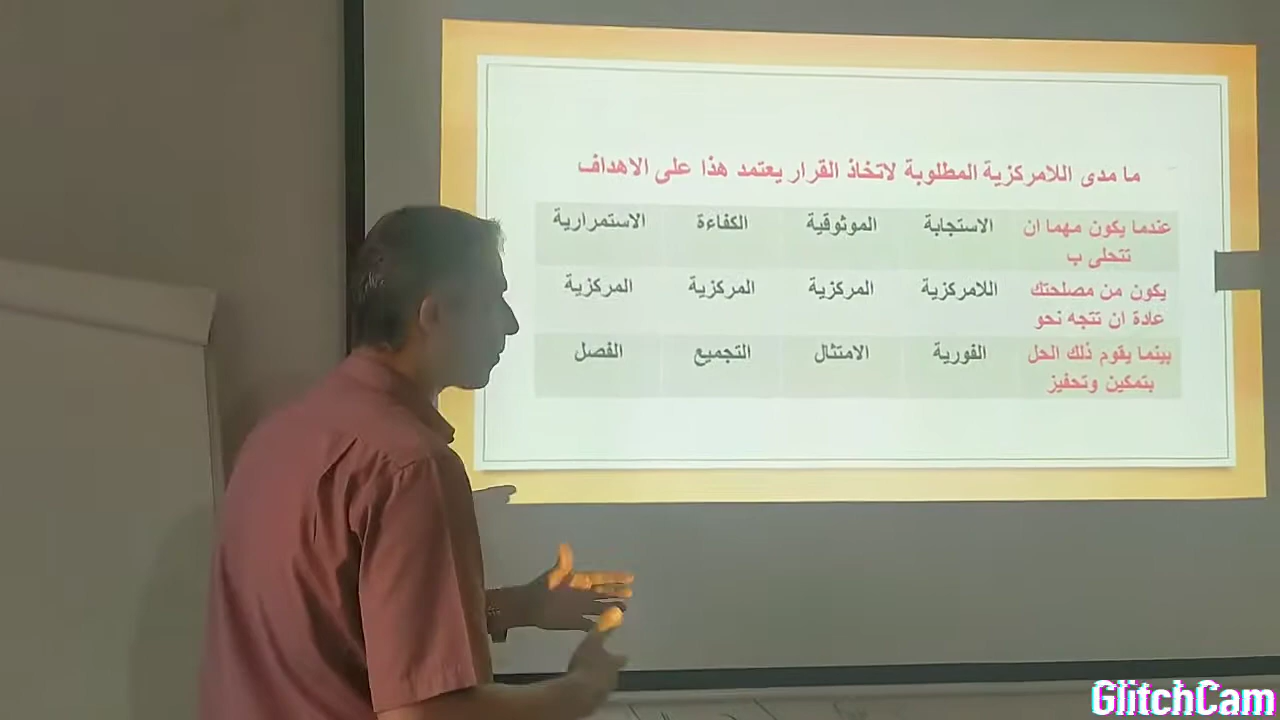 ما مدى اللامركزية المطلوبة لاتخاذ القرار يعتمد هذا على الاهداف
عندما يكون مهما ان تتحلى ب الاستجابة الموثوقية الكفاءة الاستمرارية
يكون من مصلحتك عادة ان تتجه نحو اللامركزية المركزية المركزية المركزية
بينما يقوم ذلك الحل بتمكين وتحفيز الفورية الامتثال التجميع الفصل
GlitchCam